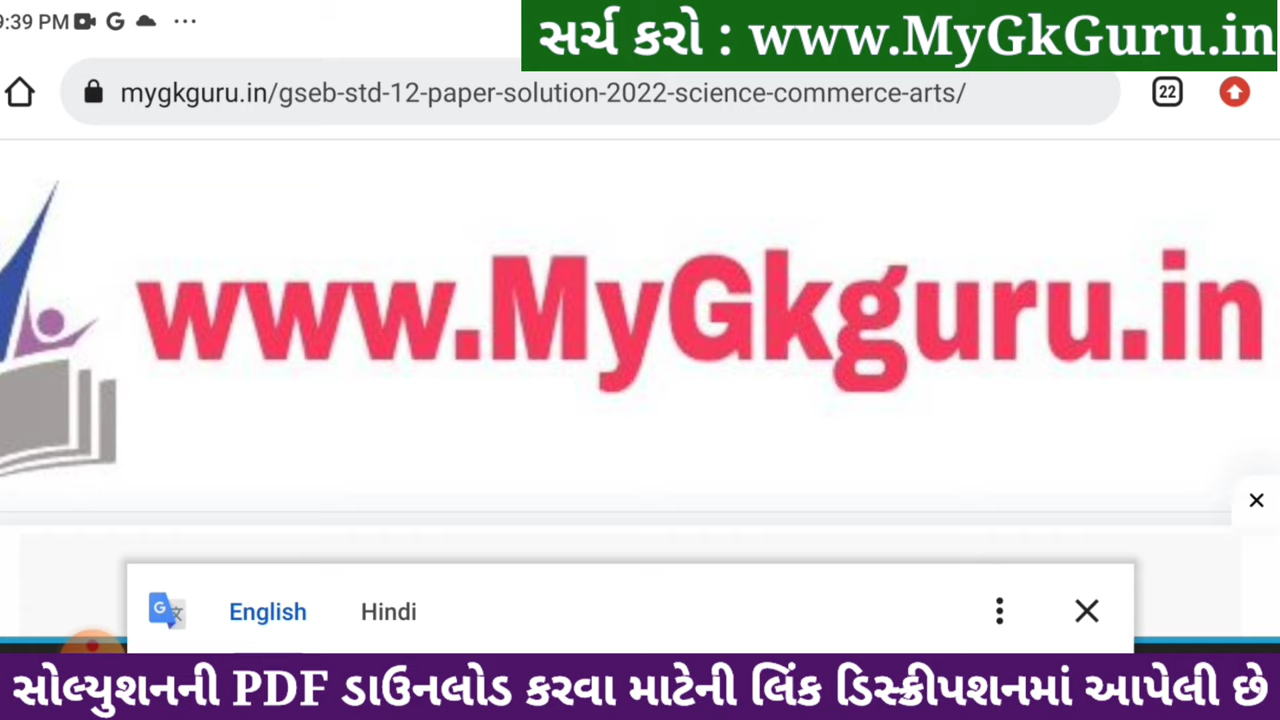 9:39 PM
સર્ચ કરો : www.MyGkGuru.in
mygkguru.in/gseb-std-12-paper-solution-2022-science-commerce-arts/
22
www.MyGkguru.in
English Hindi
સોલ્યુશનની PDF ડાઉનલોડ કરવા માટેની લિંક ડિસ્ક્રીપશનમાં આપેલી છે